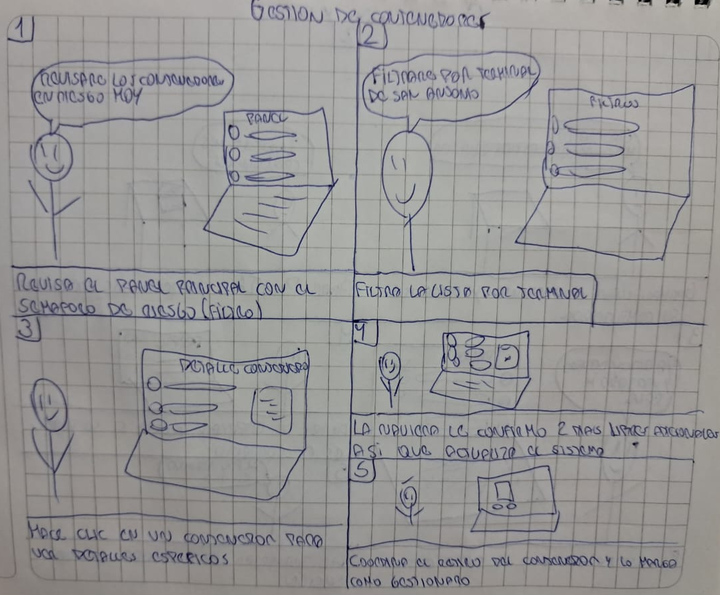 GESTION DE CONTENEDORES
1
REVISARE LOS CONTENEDORES
EN RIESGO HOY
PANEL
REVISA EL PANEL PRINCIPAL CON EL
SEMAFORO DE RIESGO (FILTRO)
2
FILTRARE POR TERMINAL
DE SAN ANTONIO
FILTROS
FILTRA LA LISTA POR TERMINAL
3
DETALLE CONTENEDOR
HACE CLIC EN UN CONTENEDOR PARA
VER DETALLES ESPECIFICOS
4
LA NAVIERA LE CONFIRMO 2 DIAS LIBRES ADICIONALES
ASI QUE ACTUALIZA EL SISTEMA
5
COORDINA EL RETIRO DEL CONTENEDOR Y LO MARCA
COMO GESTIONADO